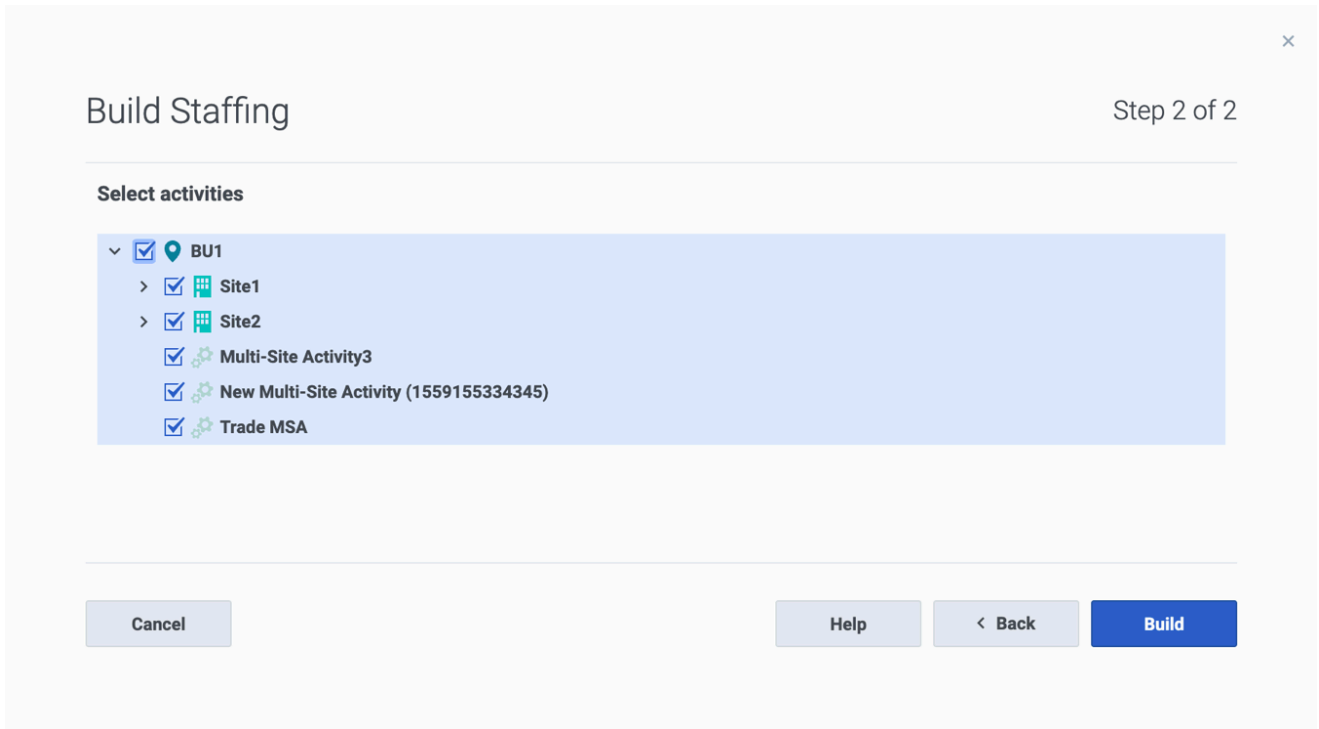 Build Staffing
Step 2 of 2
Select activities
BU1
Site1
Site2
Multi-Site Activity3
New Multi-Site Activity (1559155334345)
Trade MSA
Cancel
Help
Back
Build